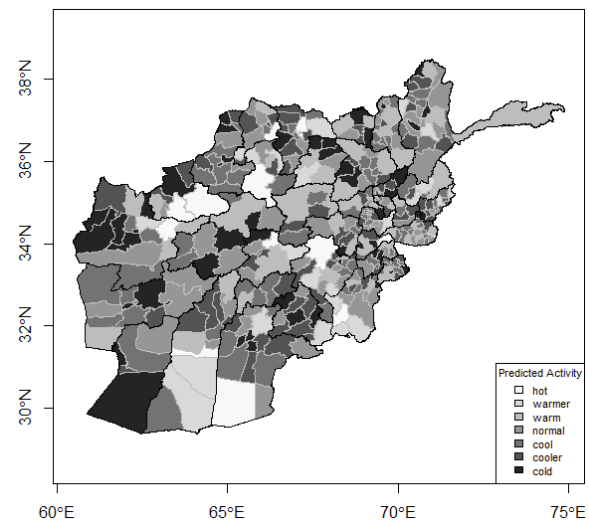 38°N
36°N
34°N
32°N
30°N
Predicted Activity
hot
warmer
warm
normal
cool
cooler
cold
60°E
65°E
70°E
75°E